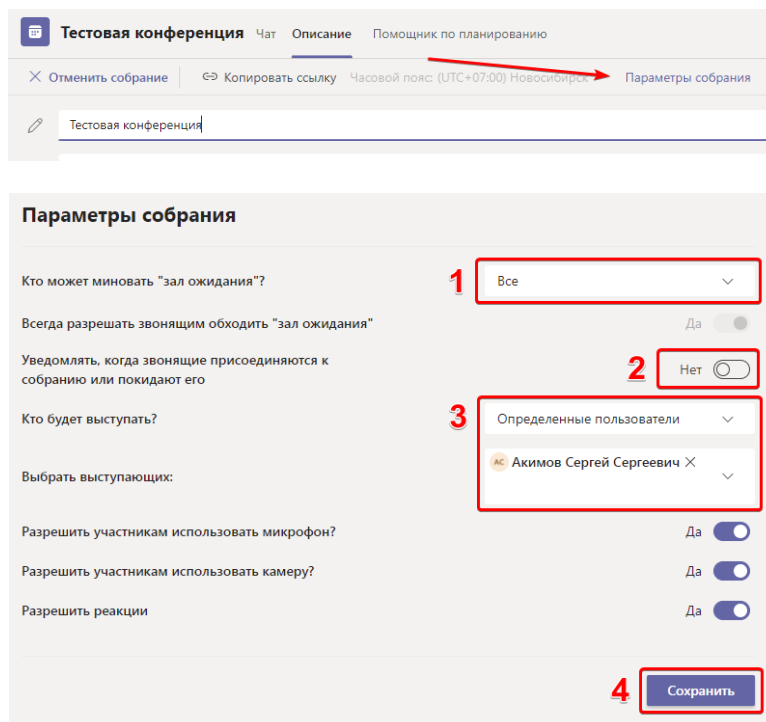 Тестовая конференция Чат Описание Помощник по планированию
Отменить собрание Копировать ссылку Часовой пояс: (UTC+07:00) Новосибирск Параметры собрания
Тестовая конференция
Параметры собрания
Кто может миновать "зал ожидания"? 1 Все
Всегда разрешать звонящим обходить "зал ожидания" Да
Уведомлять, когда звонящие присоединяются к
собранию или покидают его 2 Нет
Кто будет выступать? 3 Определенные пользователи
Выбрать выступающих: АС Акимов Сергей Сергеевич
Разрешить участникам использовать микрофон? Да
Разрешить участникам использовать камеру? Да
Разрешить реакции Да
4 Сохранить